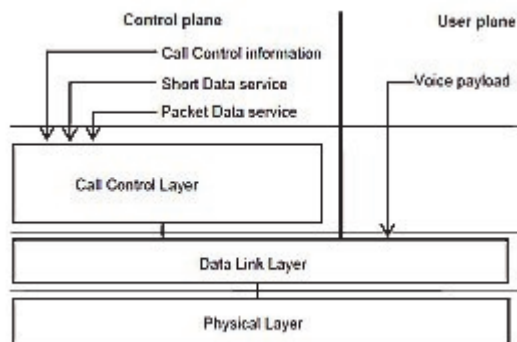 Control plane
User plane
Call Control information
Short Data service
Voice payload
Packet Data service
Call Control Layer
Data Link Layer
Physical Layer